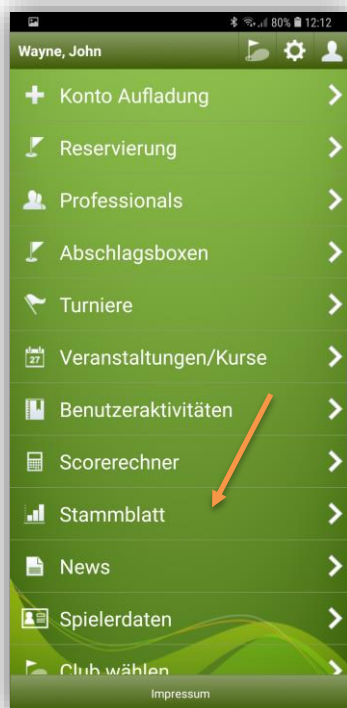 80% 12:12
Wayne, John
Konto Aufladung
Reservierung
Professionals
Abschlagsboxen
Turniere
27 Veranstaltungen/Kurse
Benutzeraktivitäten
Scorerechner
Stammblatt
News
Spielerdaten
Club wählen
Impressum